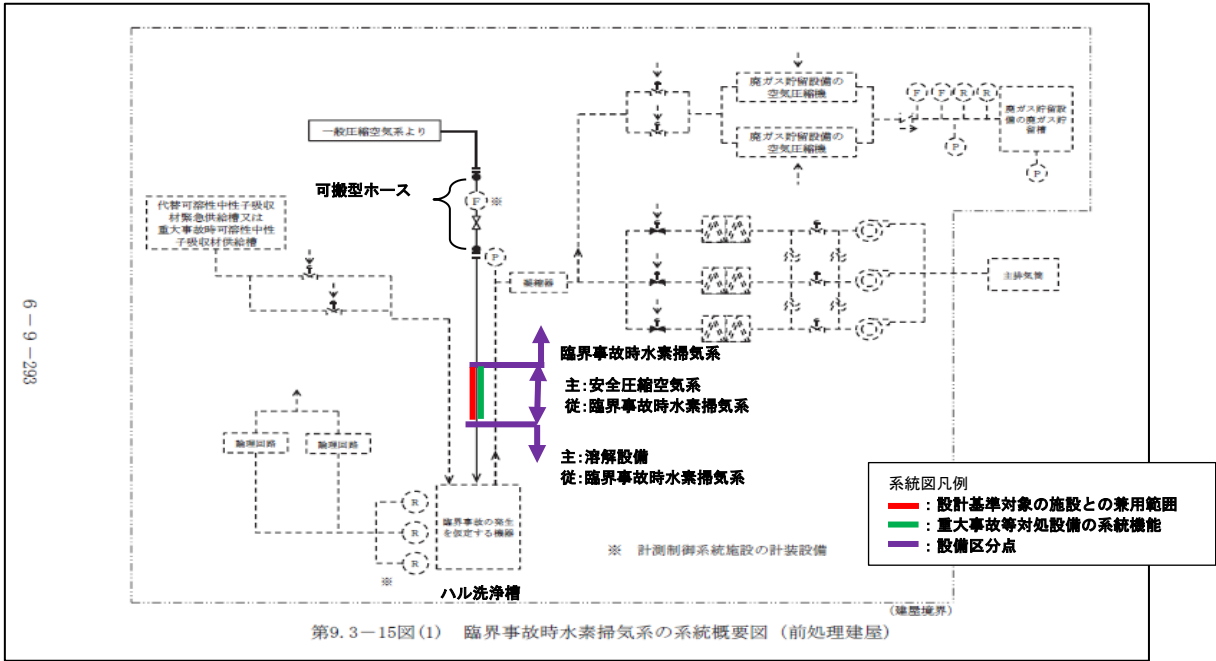 廃ガス貯留設備の
空気圧縮機
F
F
R
R
廃ガス貯留設
備の廃ガス貯
留槽
一般圧縮空気系より
廃ガス貯留設備の
空気圧縮機
P
P
可搬型ホース
F
※
代替可溶性中性子吸収
材緊急供給槽又は
重大事故時可溶性中性
子吸収材供給槽
P
凝縮器
主排気筒
6-9-293
臨界事故時水素掃気系
主:安全圧縮空気系
従:臨界事故時水素掃気系
論理回路
論理回路
主:溶解設備
従:臨界事故時水素掃気系
系統図凡例
:設計基準対象の施設との兼用範囲
:重大事故等対処設備の系統機能
:設備区分点
R
R
R
※
臨界事故の発生
を仮定する機器
※ 計測制御系統施設の計装設備
ハル洗浄槽
(建屋境界)
第9.3-15図(1) 臨界事故時水素掃気系の系統概要図(前処理建屋)